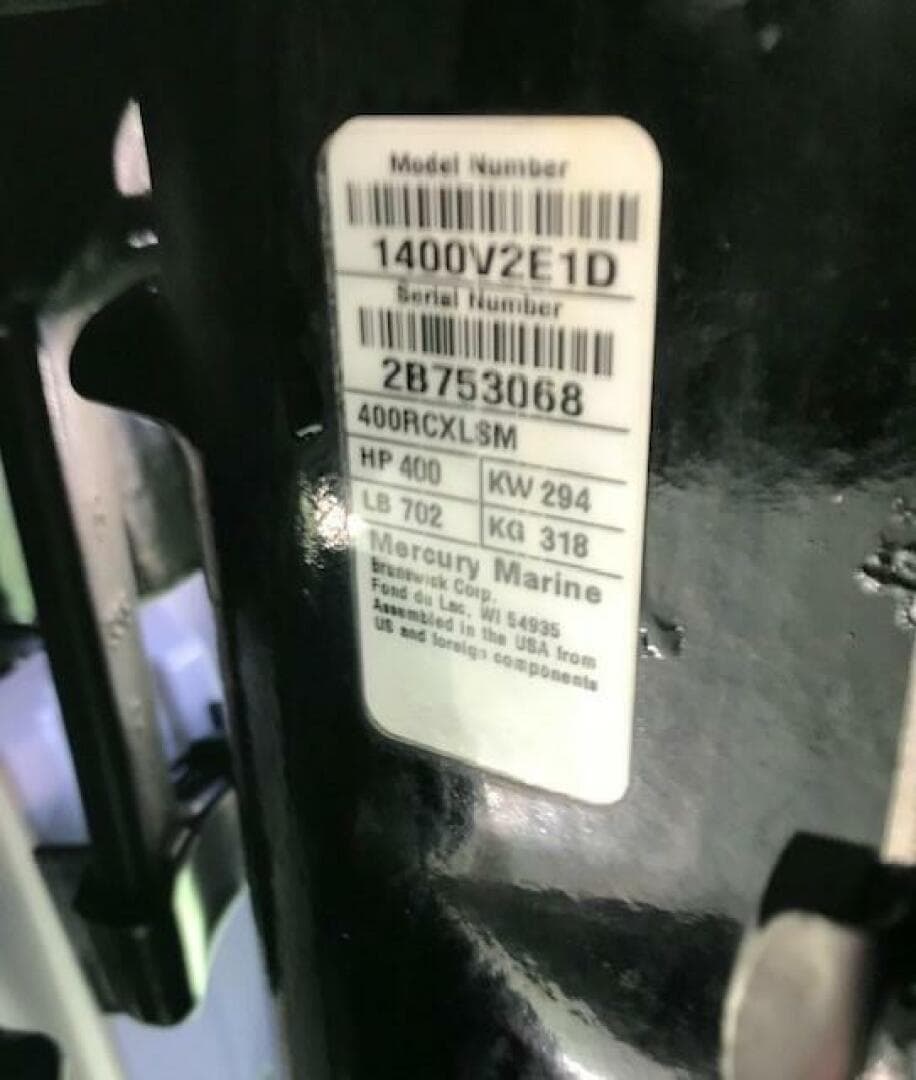 Model Number
1400V2E1D
Serial Number
2B753068
400RCXLSM
HP 400 KW 294
LB 702 KG 318
Mercury Marine
Brunswick Corp.
Fond du Lac, WI 54935
Assembled in the USA from
US and foreign components